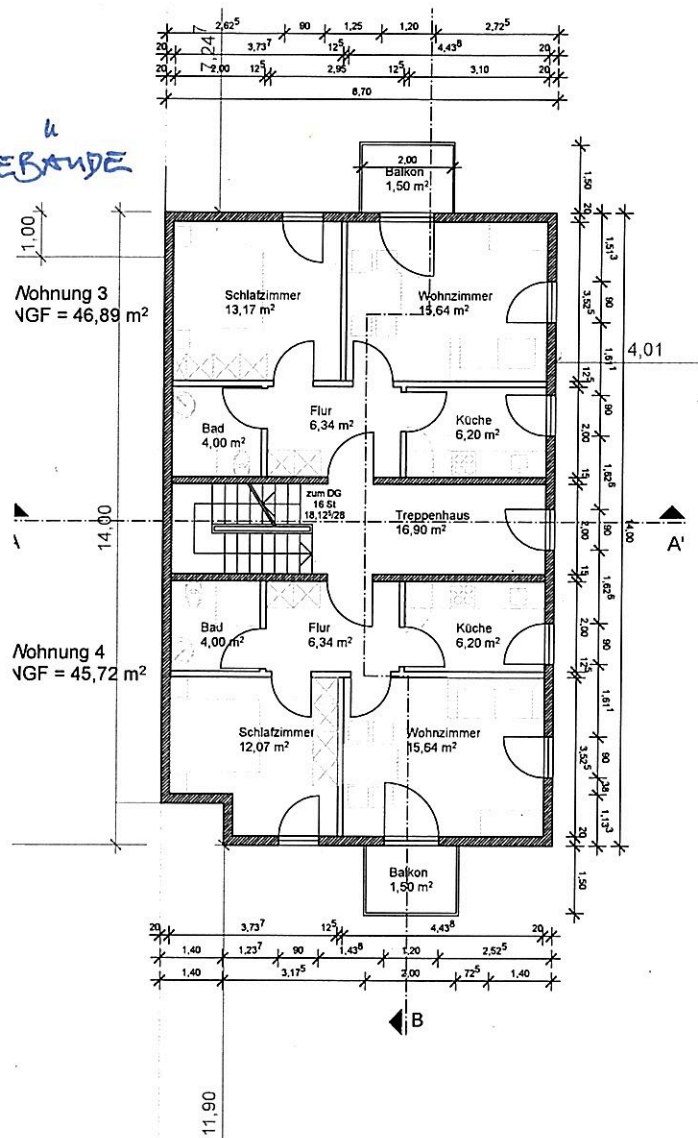 2,62⁵ 90 1,25 1,20 2,72⁵
20 3,73⁷ 12⁵ 4,43⁸ 20
20 2,00 12⁵ 2,95 12⁵ 3,10 20
8,70
7,24⁷
EBÄUDE
2,00
Balkon
1,50 m²
1,50
20
1,00
Wohnung 3
NGF = 46,89 m²
Schlafzimmer
13,17 m²
Wohnzimmer
15,64 m²
1,51³
3,52⁵
90
1,61¹
4,01
12⁵
Bad
4,00 m²
Flur
6,34 m²
Küche
6,20 m²
90
2,00
1,62⁶
15
zum DG
16 St
18,12⁵/28
Treppenhaus
16,90 m²
14,00
90
2,00
14,00
A'
15
1,62⁶
Bad
4,00 m²
Flur
6,34 m²
Küche
6,20 m²
2,00
90
12⁵
Wohnung 4
NGF = 45,72 m²
Schlafzimmer
12,07 m²
Wohnzimmer
15,64 m²
1,61¹
3,52⁵
90
38
1,13³
20
Balkon
1,50 m²
1,50
20 3,73⁷ 12⁵ 4,43⁸ 20
1,40 1,23⁷ 90 1,43⁸ 1,20 2,52⁵
1,40 3,17⁵ 2,00 72⁵ 1,40
B
11,90